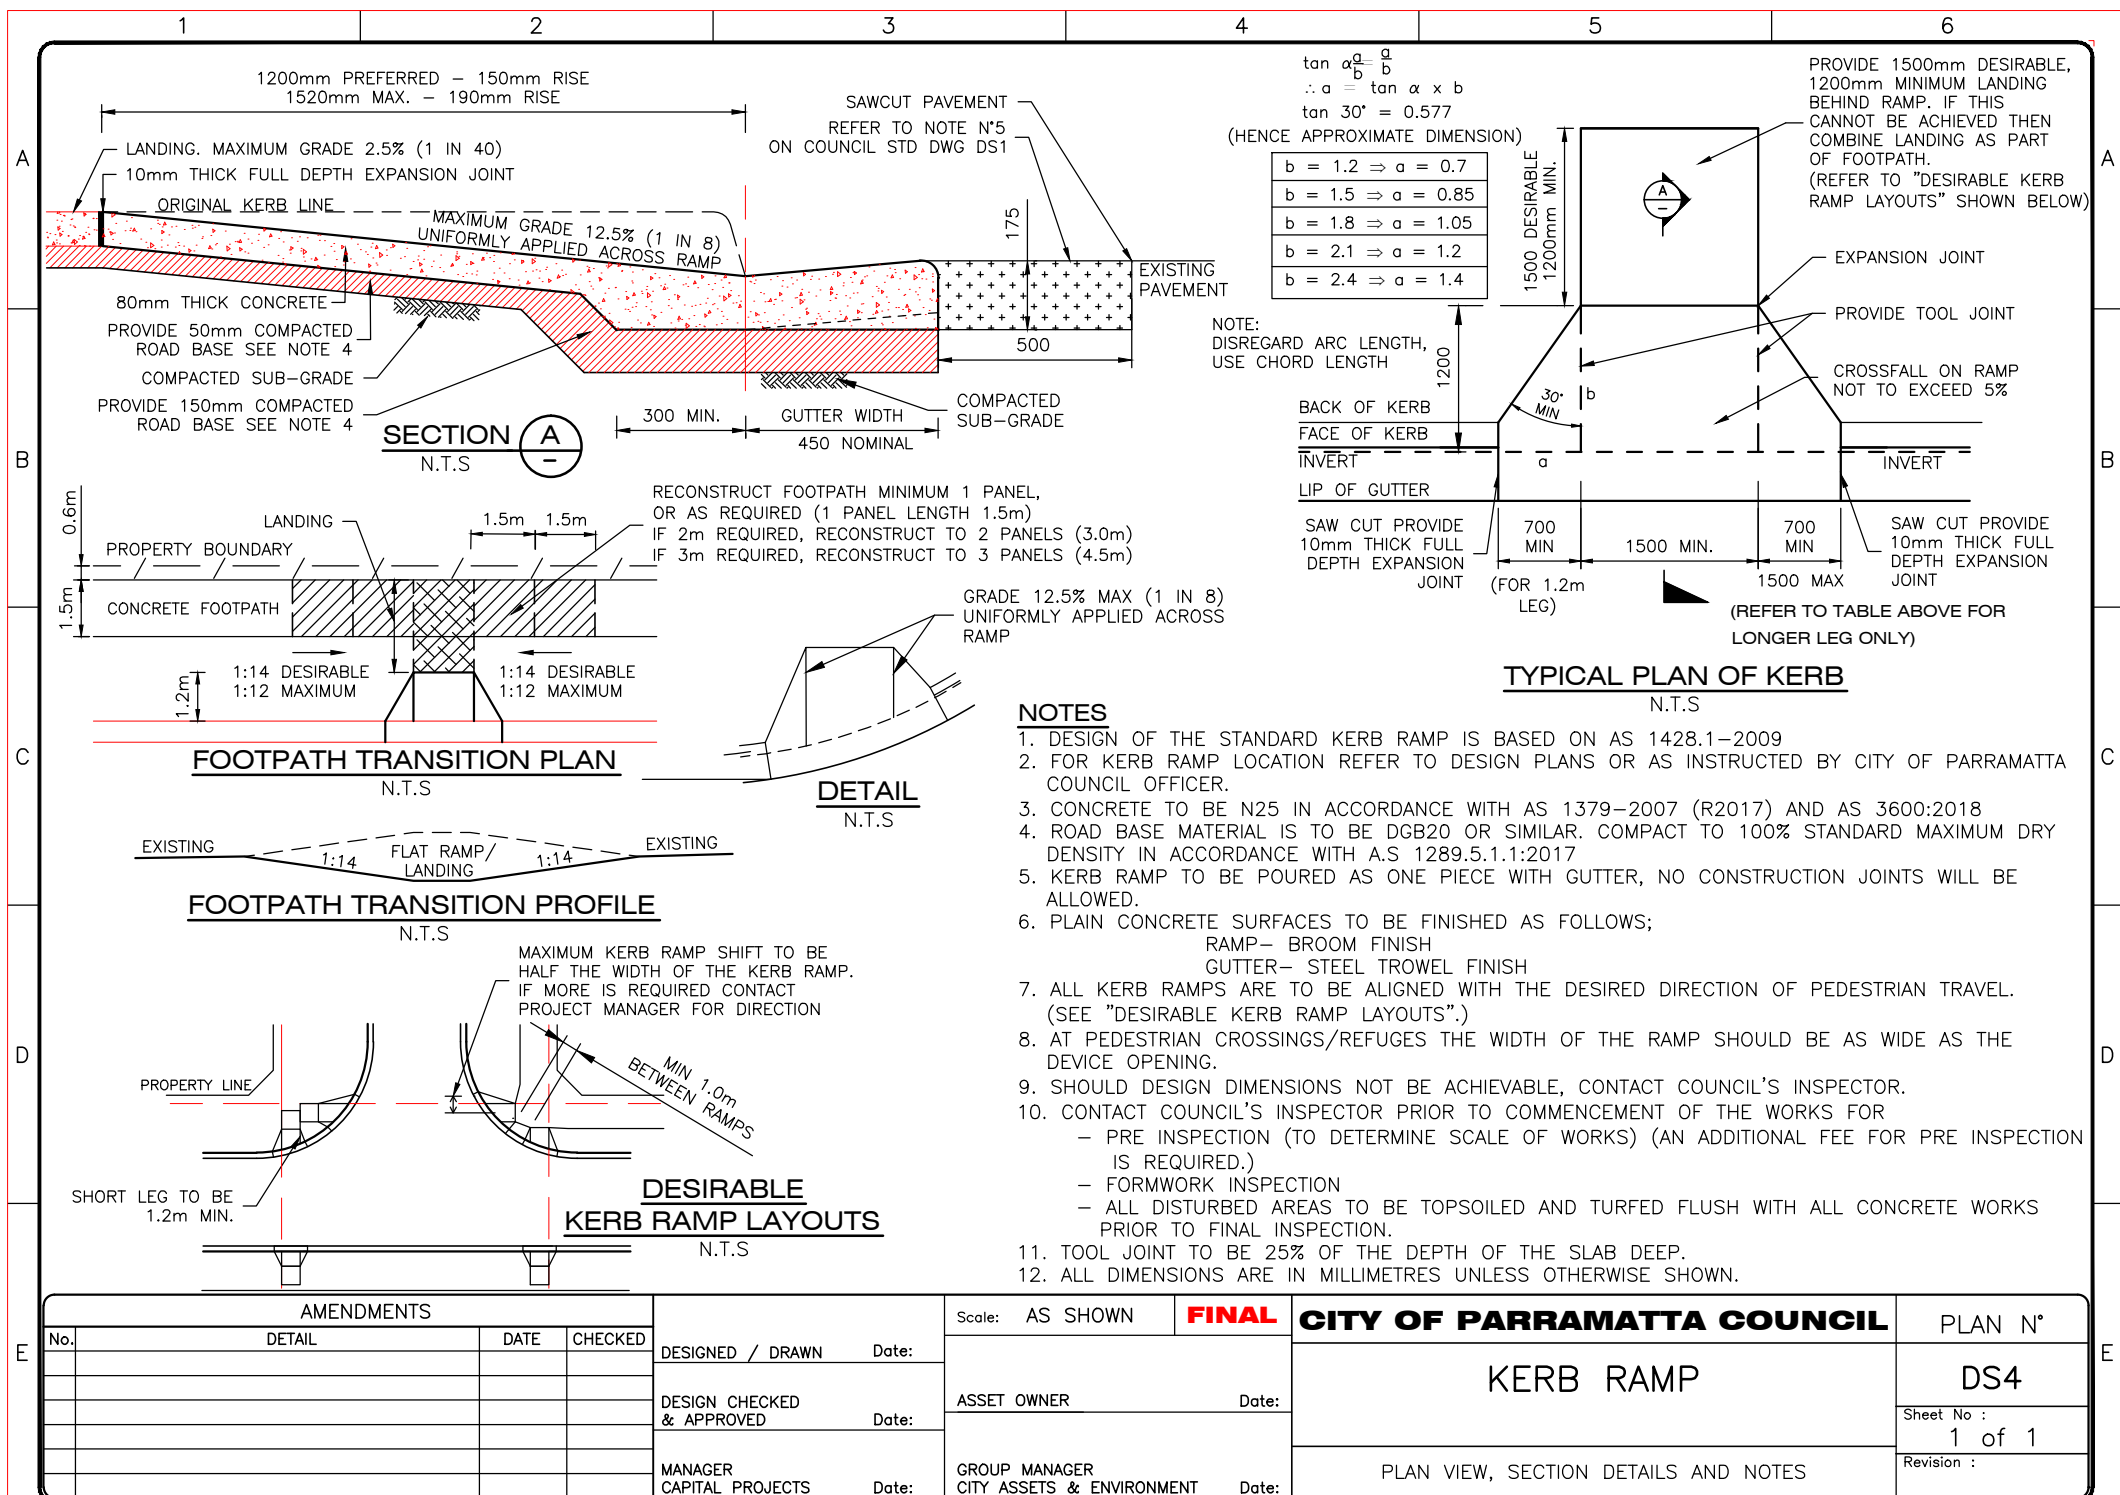 1 2 3 4 5 6
A
B
C
D
E
A
B
C
D
E
1200mm PREFERRED – 150mm RISE
1520mm MAX. – 190mm RISE
LANDING. MAXIMUM GRADE 2.5% (1 IN 40)
10mm THICK FULL DEPTH EXPANSION JOINT
ORIGINAL KERB LINE
MAXIMUM GRADE 12.5% (1 IN 8)
UNIFORMLY APPLIED ACROSS RAMP
SAWCUT PAVEMENT
REFER TO NOTE N°5
ON COUNCIL STD DWG DS1
175
EXISTING
PAVEMENT
500
80mm THICK CONCRETE
PROVIDE 50mm COMPACTED
ROAD BASE SEE NOTE 4
COMPACTED SUB-GRADE
PROVIDE 150mm COMPACTED
ROAD BASE SEE NOTE 4
300 MIN.
GUTTER WIDTH
450 NOMINAL
COMPACTED
SUB-GRADE
SECTION A
–
N.T.S
tan α a/b = a/b
∴ a = tan α x b
tan 30° = 0.577
(HENCE APPROXIMATE DIMENSION)
b = 1.2 ⇒ a = 0.7
b = 1.5 ⇒ a = 0.85
b = 1.8 ⇒ a = 1.05
b = 2.1 ⇒ a = 1.2
b = 2.4 ⇒ a = 1.4
NOTE:
DISREGARD ARC LENGTH,
USE CHORD LENGTH
1500 DESIRABLE
1200mm MIN.
A
–
PROVIDE 1500mm DESIRABLE,
1200mm MINIMUM LANDING
BEHIND RAMP. IF THIS
CANNOT BE ACHIEVED THEN
COMBINE LANDING AS PART
OF FOOTPATH.
(REFER TO "DESIRABLE KERB
RAMP LAYOUTS" SHOWN BELOW)
EXPANSION JOINT
PROVIDE TOOL JOINT
CROSSFALL ON RAMP
NOT TO EXCEED 5%
1200
30°
MIN
b
a
BACK OF KERB
FACE OF KERB
INVERT
INVERT
LIP OF GUTTER
SAW CUT PROVIDE
10mm THICK FULL
DEPTH EXPANSION
JOINT
700
MIN
(FOR 1.2m
LEG)
1500 MIN.
700
MIN
1500 MAX
SAW CUT PROVIDE
10mm THICK FULL
DEPTH EXPANSION
JOINT
(REFER TO TABLE ABOVE FOR
LONGER LEG ONLY)
TYPICAL PLAN OF KERB
N.T.S
0.6m
LANDING
1.5m 1.5m
RECONSTRUCT FOOTPATH MINIMUM 1 PANEL,
OR AS REQUIRED (1 PANEL LENGTH 1.5m)
IF 2m REQUIRED, RECONSTRUCT TO 2 PANELS (3.0m)
IF 3m REQUIRED, RECONSTRUCT TO 3 PANELS (4.5m)
PROPERTY BOUNDARY
1.5m
CONCRETE FOOTPATH
1:14 DESIRABLE
1:12 MAXIMUM
1:14 DESIRABLE
1:12 MAXIMUM
1.2m
FOOTPATH TRANSITION PLAN
N.T.S
GRADE 12.5% MAX (1 IN 8)
UNIFORMLY APPLIED ACROSS
RAMP
DETAIL
N.T.S
EXISTING
1:14
FLAT RAMP/
LANDING
1:14
EXISTING
FOOTPATH TRANSITION PROFILE
N.T.S
MAXIMUM KERB RAMP SHIFT TO BE
HALF THE WIDTH OF THE KERB RAMP.
IF MORE IS REQUIRED CONTACT
PROJECT MANAGER FOR DIRECTION
MIN 1.0m
BETWEEN RAMPS
PROPERTY LINE
SHORT LEG TO BE
1.2m MIN.
DESIRABLE
KERB RAMP LAYOUTS
N.T.S
NOTES
1. DESIGN OF THE STANDARD KERB RAMP IS BASED ON AS 1428.1–2009
2. FOR KERB RAMP LOCATION REFER TO DESIGN PLANS OR AS INSTRUCTED BY CITY OF PARRAMATTA
COUNCIL OFFICER.
3. CONCRETE TO BE N25 IN ACCORDANCE WITH AS 1379–2007 (R2017) AND AS 3600:2018
4. ROAD BASE MATERIAL IS TO BE DGB20 OR SIMILAR. COMPACT TO 100% STANDARD MAXIMUM DRY
DENSITY IN ACCORDANCE WITH A.S 1289.5.1.1:2017
5. KERB RAMP TO BE POURED AS ONE PIECE WITH GUTTER, NO CONSTRUCTION JOINTS WILL BE
ALLOWED.
6. PLAIN CONCRETE SURFACES TO BE FINISHED AS FOLLOWS;
RAMP– BROOM FINISH
GUTTER– STEEL TROWEL FINISH
7. ALL KERB RAMPS ARE TO BE ALIGNED WITH THE DESIRED DIRECTION OF PEDESTRIAN TRAVEL.
(SEE "DESIRABLE KERB RAMP LAYOUTS".)
8. AT PEDESTRIAN CROSSINGS/REFUGES THE WIDTH OF THE RAMP SHOULD BE AS WIDE AS THE
DEVICE OPENING.
9. SHOULD DESIGN DIMENSIONS NOT BE ACHIEVABLE, CONTACT COUNCIL'S INSPECTOR.
10. CONTACT COUNCIL'S INSPECTOR PRIOR TO COMMENCEMENT OF THE WORKS FOR
– PRE INSPECTION (TO DETERMINE SCALE OF WORKS) (AN ADDITIONAL FEE FOR PRE INSPECTION
IS REQUIRED.)
– FORMWORK INSPECTION
– ALL DISTURBED AREAS TO BE TOPSOILED AND TURFED FLUSH WITH ALL CONCRETE WORKS
PRIOR TO FINAL INSPECTION.
11. TOOL JOINT TO BE 25% OF THE DEPTH OF THE SLAB DEEP.
12. ALL DIMENSIONS ARE IN MILLIMETRES UNLESS OTHERWISE SHOWN.
AMENDMENTS
No. DETAIL DATE CHECKED
DESIGNED / DRAWN Date:
DESIGN CHECKED
& APPROVED Date:
MANAGER
CAPITAL PROJECTS Date:
Scale: AS SHOWN FINAL
ASSET OWNER Date:
GROUP MANAGER
CITY ASSETS & ENVIRONMENT Date:
CITY OF PARRAMATTA COUNCIL
KERB RAMP
PLAN VIEW, SECTION DETAILS AND NOTES
PLAN N°
DS4
Sheet No :
1 of 1
Revision :